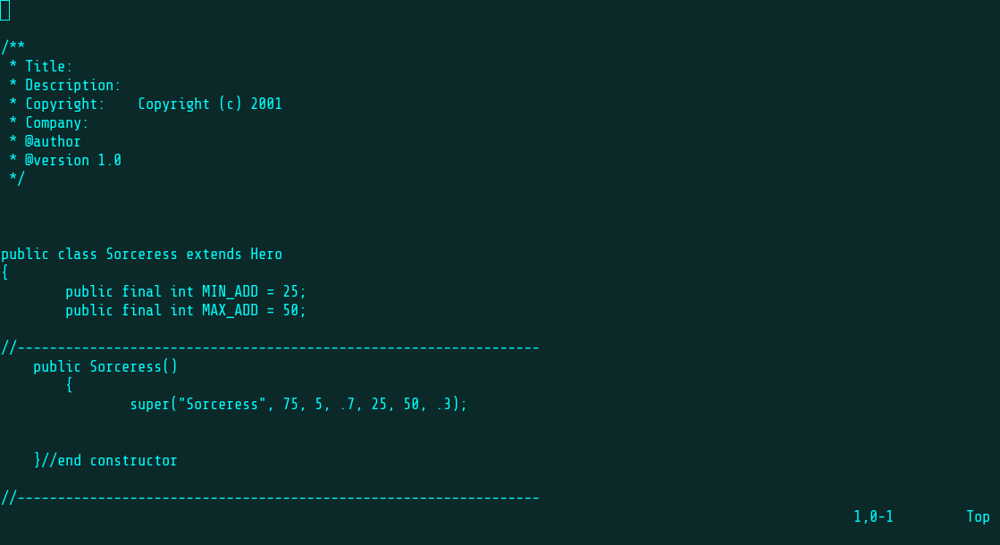 /**
 * Title:
 * Description:
 * Copyright:    Copyright (c) 2001
 * Company:
 * @author
 * @version 1.0
 */
public class Sorceress extends Hero
{
        public final int MIN_ADD = 25;
        public final int MAX_ADD = 50;
//-----------------------------------------------------------------
    public Sorceress()
        {
                super("Sorceress", 75, 5, .7, 25, 50, .3);
    }//end constructor
//-----------------------------------------------------------------
1,0-1         Top